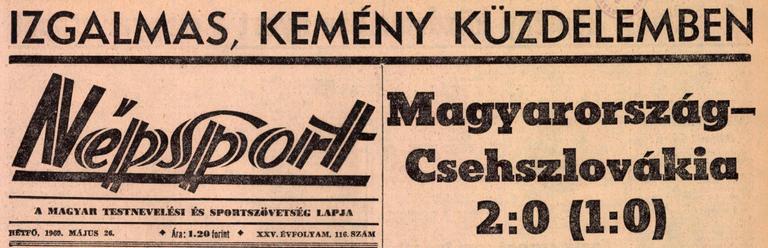 IZGALMAS, KEMÉNY KÜZDELEMBEN
Népsport
A MAGYAR TESTNEVELÉSI ÉS SPORTSZÖVETSÉG LAPJA
HÉTFŐ, 1969. MÁJUS 26. ◆ Ára: 1.20 forint ◆ XXV. ÉVFOLYAM, 116. SZÁM
Magyarország–
Csehszlovákia
2:0 (1:0)